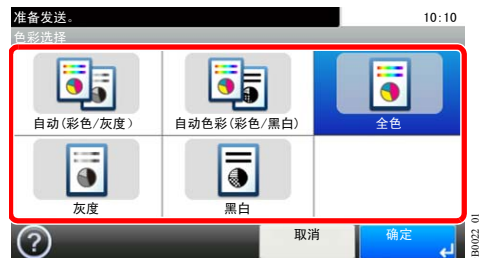 准备发送。 10:10
色彩选择
自动(彩色/灰度) 自动色彩(彩色/黑白) 全色
灰度 黑白
? 取消 确定
B0022_01